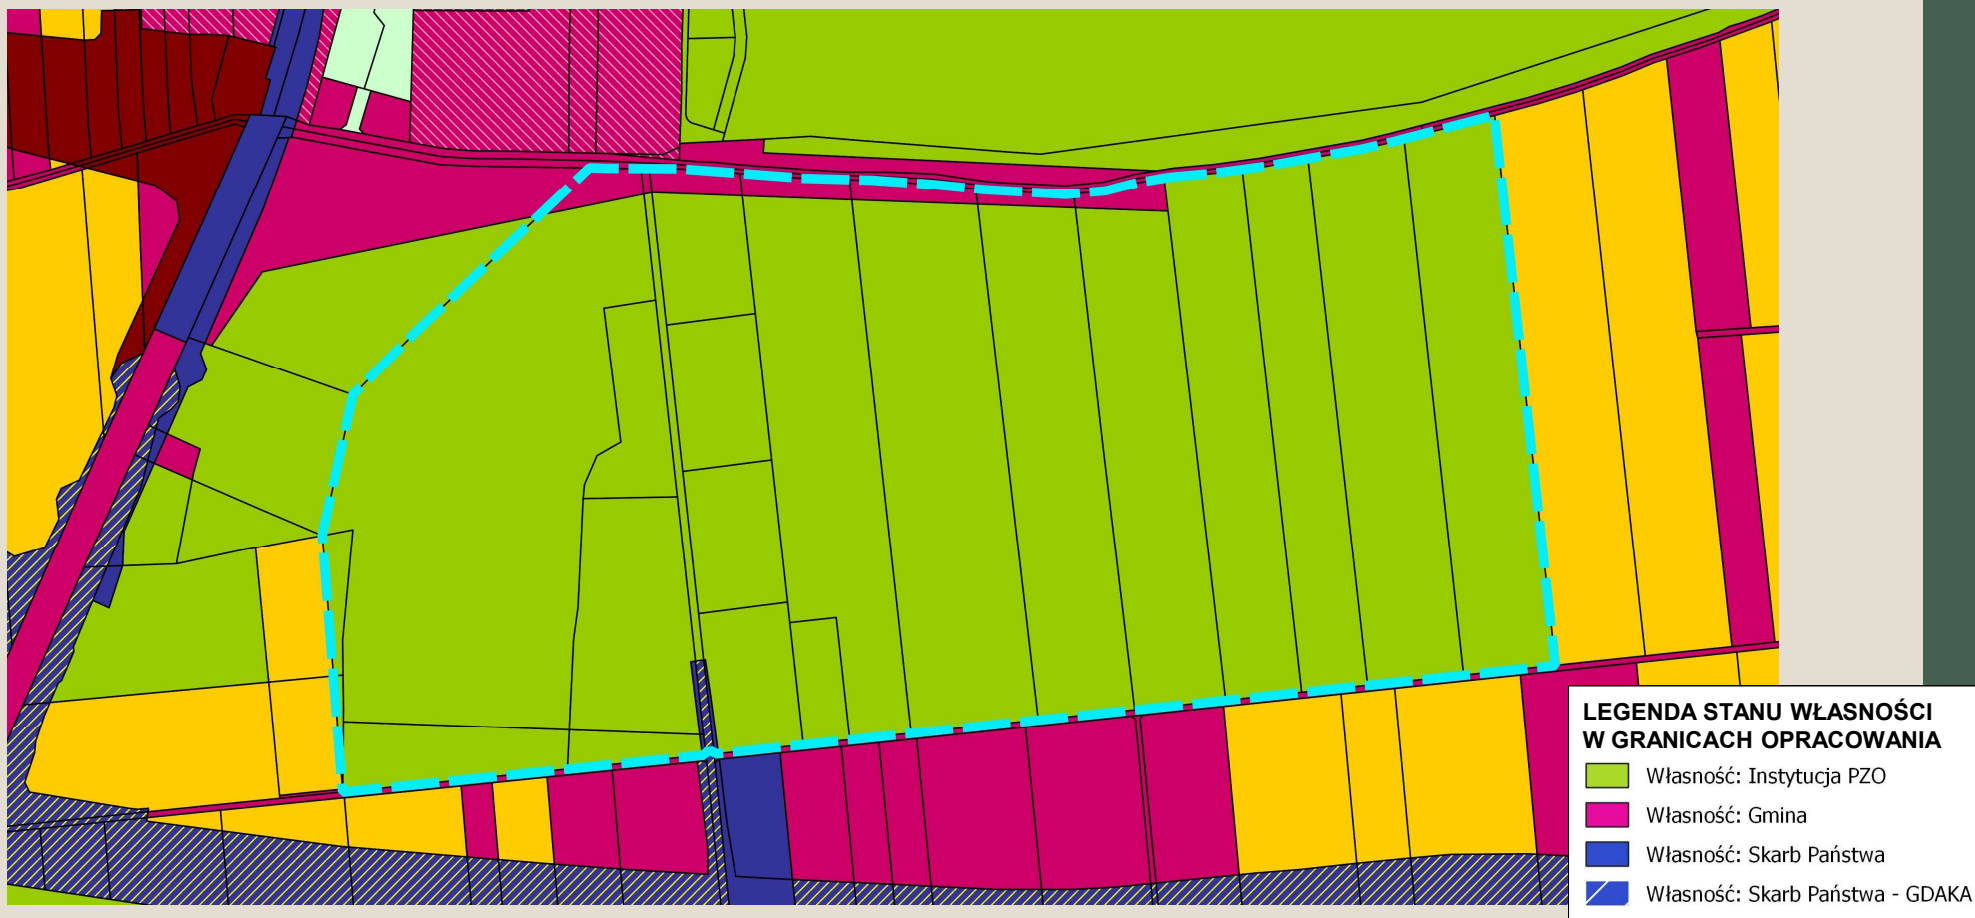 LEGENDA STANU WŁASNOŚCI
W GRANICACH OPRACOWANIA
Własność: Instytucja PZO
Własność: Gmina
Własność: Skarb Państwa
Własność: Skarb Państwa - GDAKA